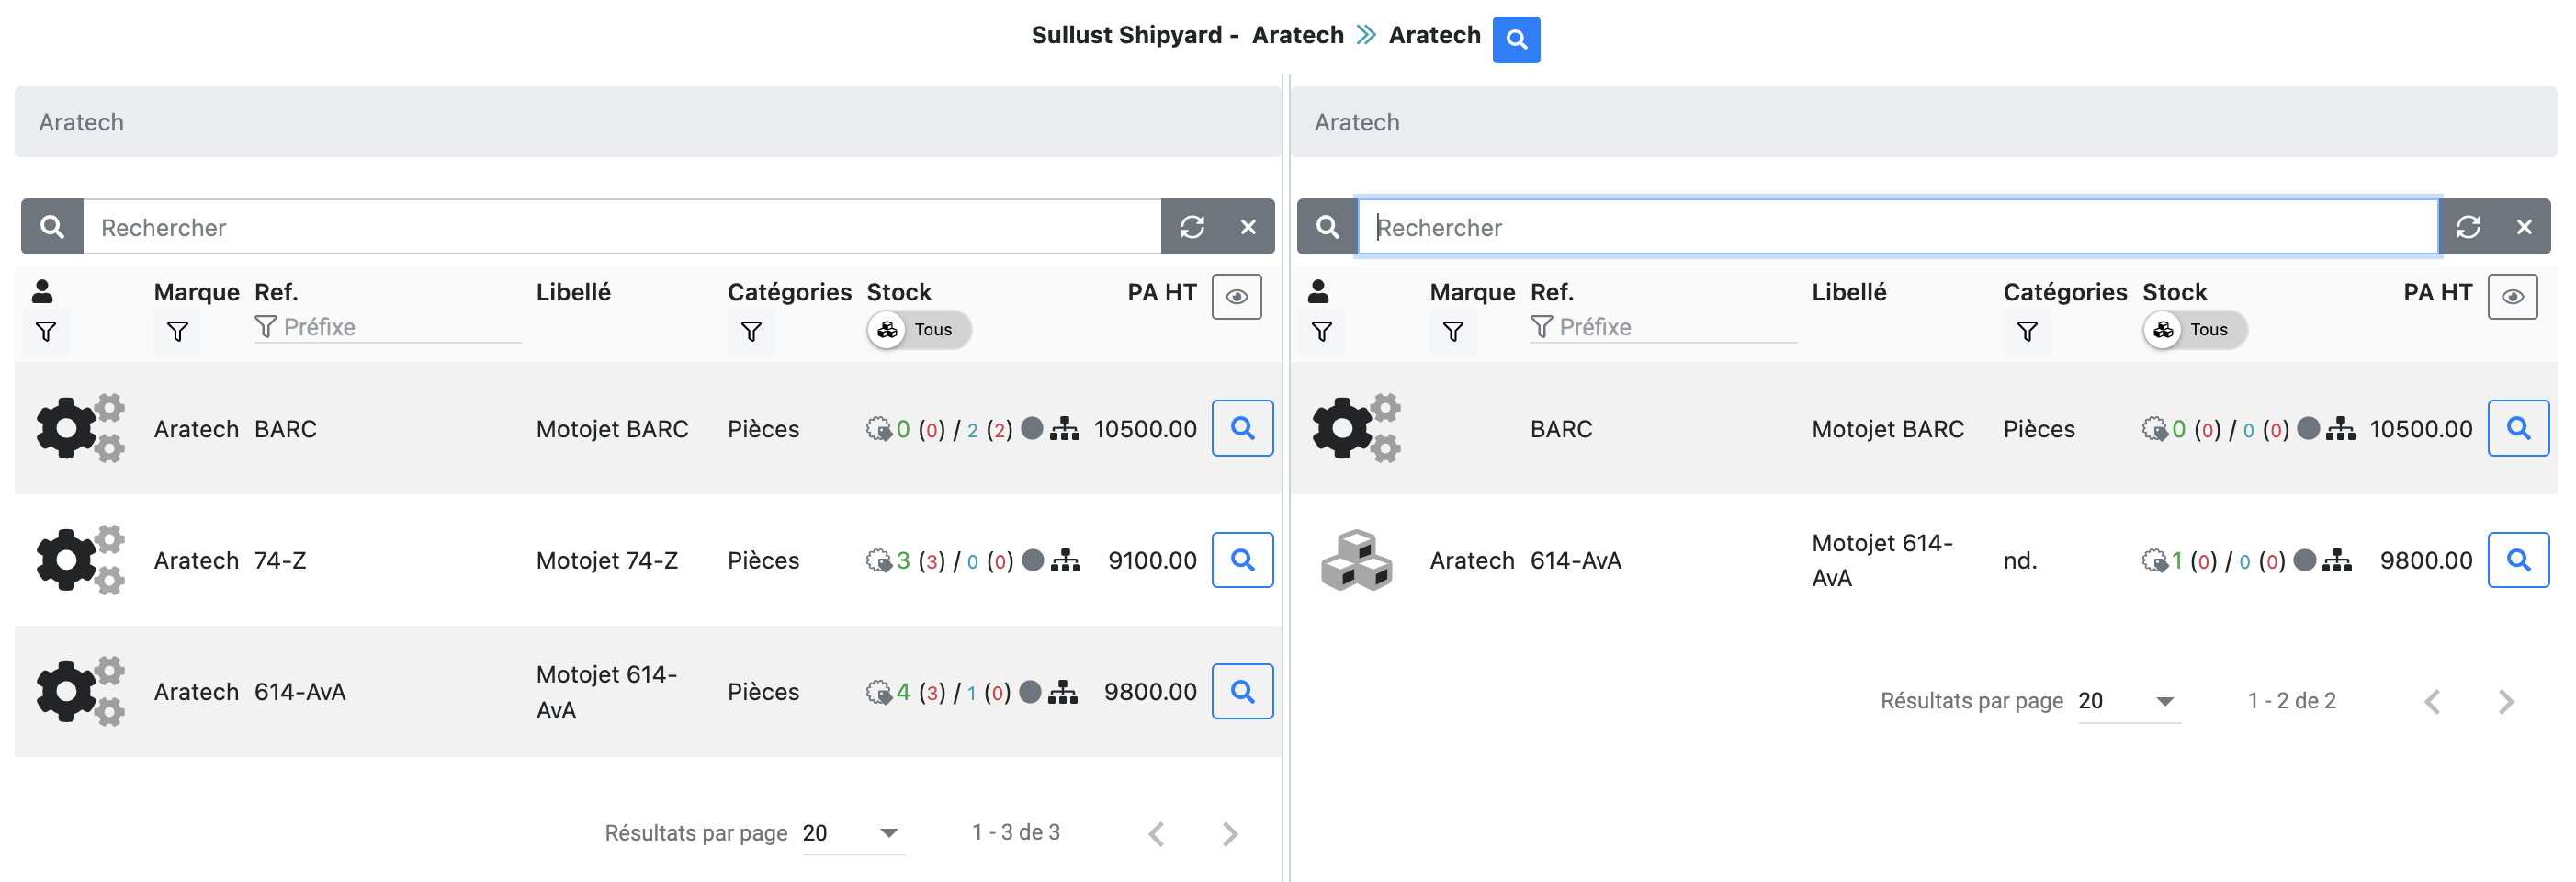 Sullust Shipyard - Aratech » Aratech
Aratech
Rechercher
Marque Ref. Libellé Catégories Stock PA HT
Préfixe Tous
Aratech BARC Motojet BARC Pièces 0 (0) / 2 (2) 10500.00
Aratech 74-Z Motojet 74-Z Pièces 3 (3) / 0 (0) 9100.00
Aratech 614-AvA Motojet 614-
AvA Pièces 4 (3) / 1 (0) 9800.00
Résultats par page 20 1 - 3 de 3
Aratech
Rechercher
Marque Ref. Libellé Catégories Stock PA HT
Préfixe Tous
BARC Motojet BARC Pièces 0 (0) / 0 (0) 10500.00
Aratech 614-AvA Motojet 614-
AvA nd. 1 (0) / 0 (0) 9800.00
Résultats par page 20 1 - 2 de 2